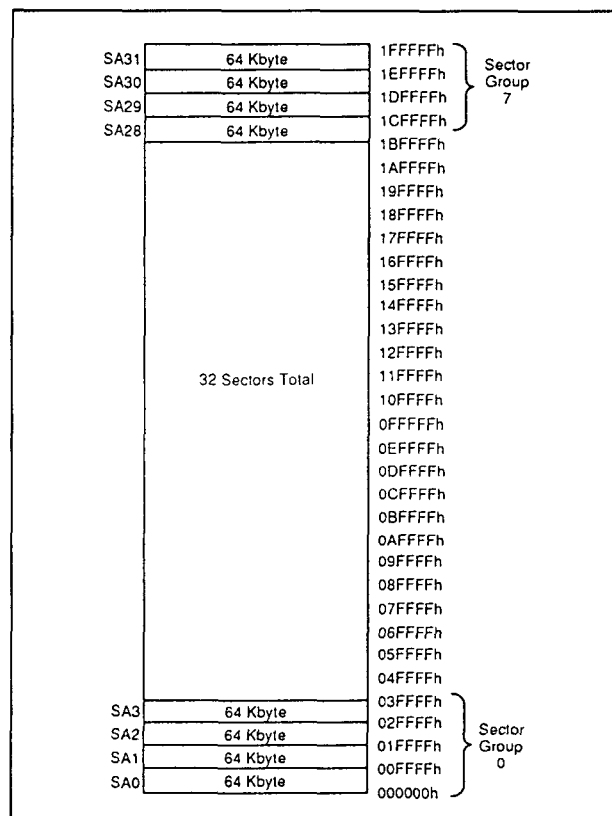 1FFFFFh
SA31 64 Kbyte
1EFFFFh
SA30 64 Kbyte
1DFFFFh
SA29 64 Kbyte
1CFFFFh
SA28 64 Kbyte
Sector
Group
7
1BFFFFh
1AFFFFh
19FFFFh
18FFFFh
17FFFFh
16FFFFh
15FFFFh
14FFFFh
13FFFFh
12FFFFh
11FFFFh
32 Sectors Total
10FFFFh
0FFFFFh
0EFFFFh
0DFFFFh
0CFFFFh
0BFFFFh
0AFFFFh
09FFFFh
08FFFFh
07FFFFh
06FFFFh
05FFFFh
04FFFFh
03FFFFh
SA3 64 Kbyte
02FFFFh
SA2 64 Kbyte
01FFFFh
SA1 64 Kbyte
00FFFFh
SA0 64 Kbyte
000000h
Sector
Group
0